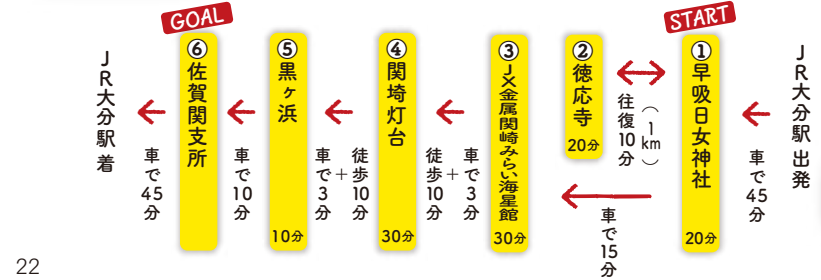 JR大分駅 出発
車で45分
START
①早吸日女神社
20分
往復10分
(1km)
②徳応寺
20分
車で15分
③JX金属関崎みらい海星館
30分
車で3分
+
徒歩10分
④関埼灯台
30分
徒歩10分
+
車で3分
⑤黒ヶ浜
10分
車で10分
GOAL
⑥佐賀関支所
車で45分
JR大分駅 着
22